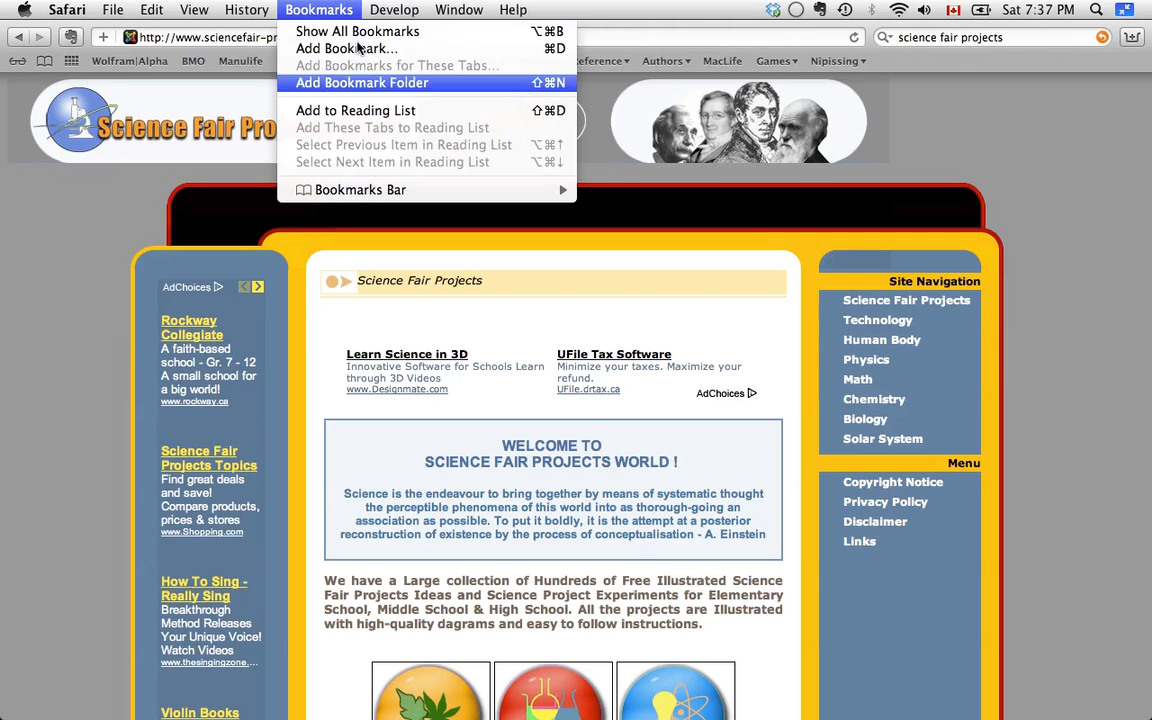 Safari File Edit View History Bookmarks Develop Window Help Sat 7:37 PM
Show All Bookmarks ⌥⌘B
http://www.sciencefair-pr science fair projects
Add Bookmark... ⌘D
Wolfram|Alpha BMO Manulife Add Bookmarks for These Tabs... Authors▾ MacLife Games▾ Nipissing▾
Add Bookmark Folder ⇧⌘N
Add to Reading List ⇧⌘D
Science Fair Pro Add These Tabs to Reading List
Select Previous Item in Reading List ⌥⌘↑
Select Next Item in Reading List ⌥⌘↓
Bookmarks Bar
AdChoices
Rockway
Collegiate
A faith-based
school - Gr. 7 - 12
A small school for
a big world!
www.rockway.ca
Science Fair
Projects Topics
Find great deals
and save!
Compare products,
prices & stores
www.Shopping.com
How To Sing -
Really Sing
Breakthrough
Method Releases
Your Unique Voice!
Watch Videos
www.thesingingzone....
Violin Books
Science Fair Projects
Learn Science in 3D
Innovative Software for Schools Learn
through 3D Videos
www.Designmate.com
UFile Tax Software
Minimize your taxes. Maximize your
refund.
UFile.drtax.ca
AdChoices
WELCOME TO
SCIENCE FAIR PROJECTS WORLD !
Science is the endeavour to bring together by means of systematic thought
the perceptible phenomena of this world into as thorough-going an
association as possible. To put it boldly, it is the attempt at a posterior
reconstruction of existence by the process of conceptualisation - A. Einstein
We have a Large collection of Hundreds of Free Illustrated Science
Fair Projects Ideas and Science Project Experiments for Elementary
School, Middle School & High School. All the projects are Illustrated
with high-quality dagrams and easy to follow instructions.
Site Navigation
Science Fair Projects
Technology
Human Body
Physics
Math
Chemistry
Biology
Solar System
Menu
Copyright Notice
Privacy Policy
Disclaimer
Links